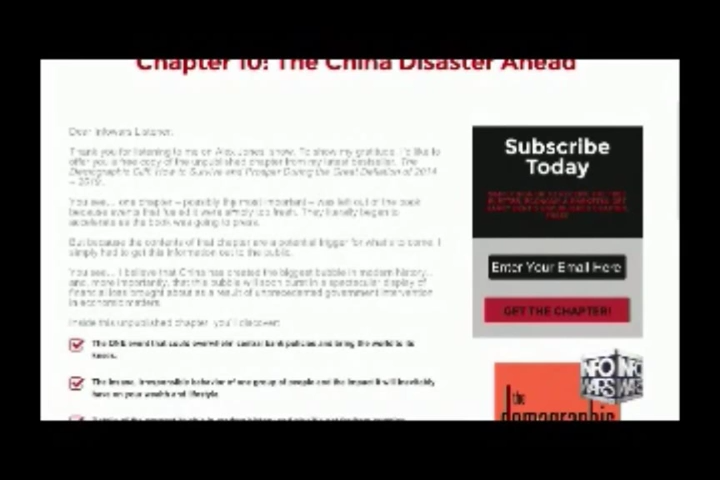 Chapter 10: The China Disaster Ahead
Dear Infowars Listener,
Thank you for listening to me on Alex Jones' show. To show my gratitude, I'd like to
offer you a free copy of the unpublished chapter from my latest bestseller, The
Demographic Cliff: How to Survive and Prosper During the Great Deflation of 2014
– 2019.
You see... one chapter – possibly the most important – was left out of the book
because events that fueled it were simply too fresh. They literally began to
accelerate as the book was going to press.
But because the contents of that chapter are a potential trigger for what's to come, I
simply had to get this information out to the public.
You see... I believe that China has created the biggest bubble in modern history...
and, more importantly, that this bubble will soon burst in a spectacular display of
financial loss brought about as a result of unprecedented government intervention
in economic matters.
Inside this unpublished chapter, you'll discover:
The ONE event that could overwhelm central bank policies and bring the world to its
knees.
The insane, irresponsible behavior of one group of people and the impact it will inevitably
have on your wealth and lifestyle.
Subscribe
Today
Enter Your Email Here
GET THE CHAPTER!
the
demographic
INFO
WARS
INFO
WARS